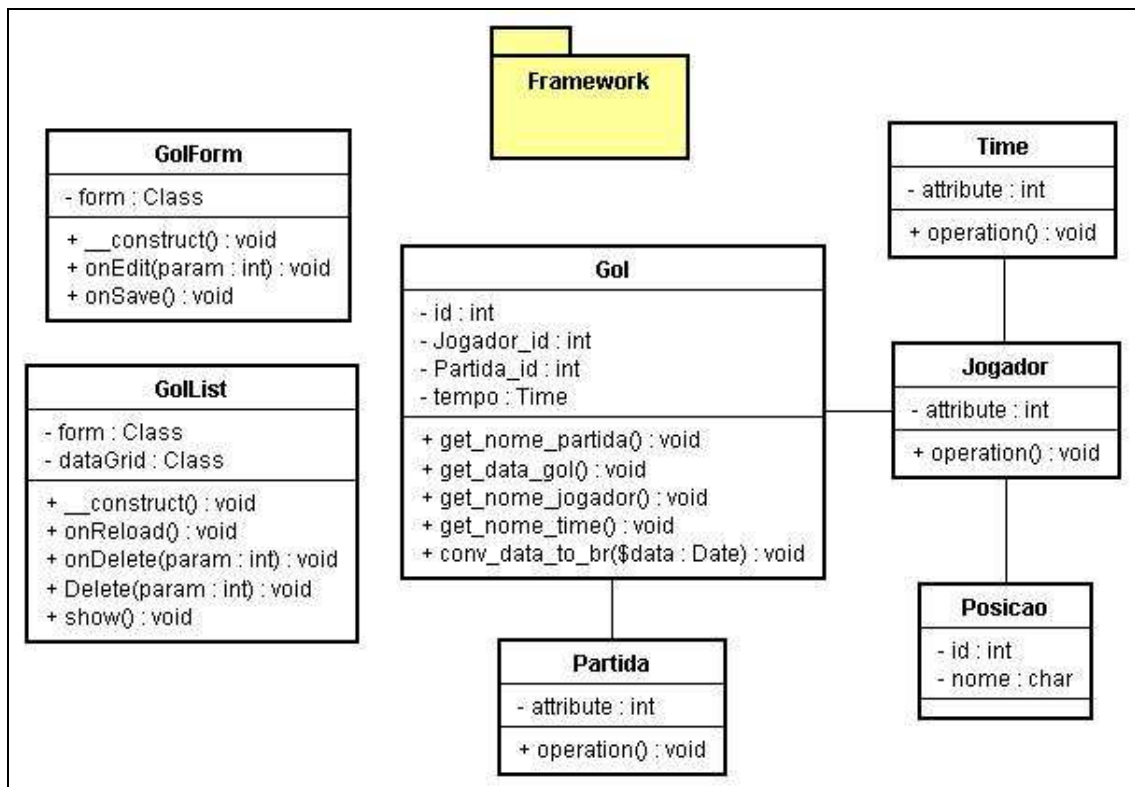 Framework
GolForm
- form : Class
+ __construct() : void
+ onEdit(param : int) : void
+ onSave() : void
Time
- attribute : int
+ operation() : void
Gol
- id : int
- Jogador_id : int
- Partida_id : int
- tempo : Time
+ get_nome_partida() : void
+ get_data_gol() : void
+ get_nome_jogador() : void
+ get_nome_time() : void
+ conv_data_to_br($data : Date) : void
Jogador
- attribute : int
+ operation() : void
GolList
- form : Class
- dataGrid : Class
+ __construct() : void
+ onReload() : void
+ onDelete(param : int) : void
+ Delete(param : int) : void
+ show() : void
Posicao
- id : int
- nome : char
Partida
- attribute : int
+ operation() : void